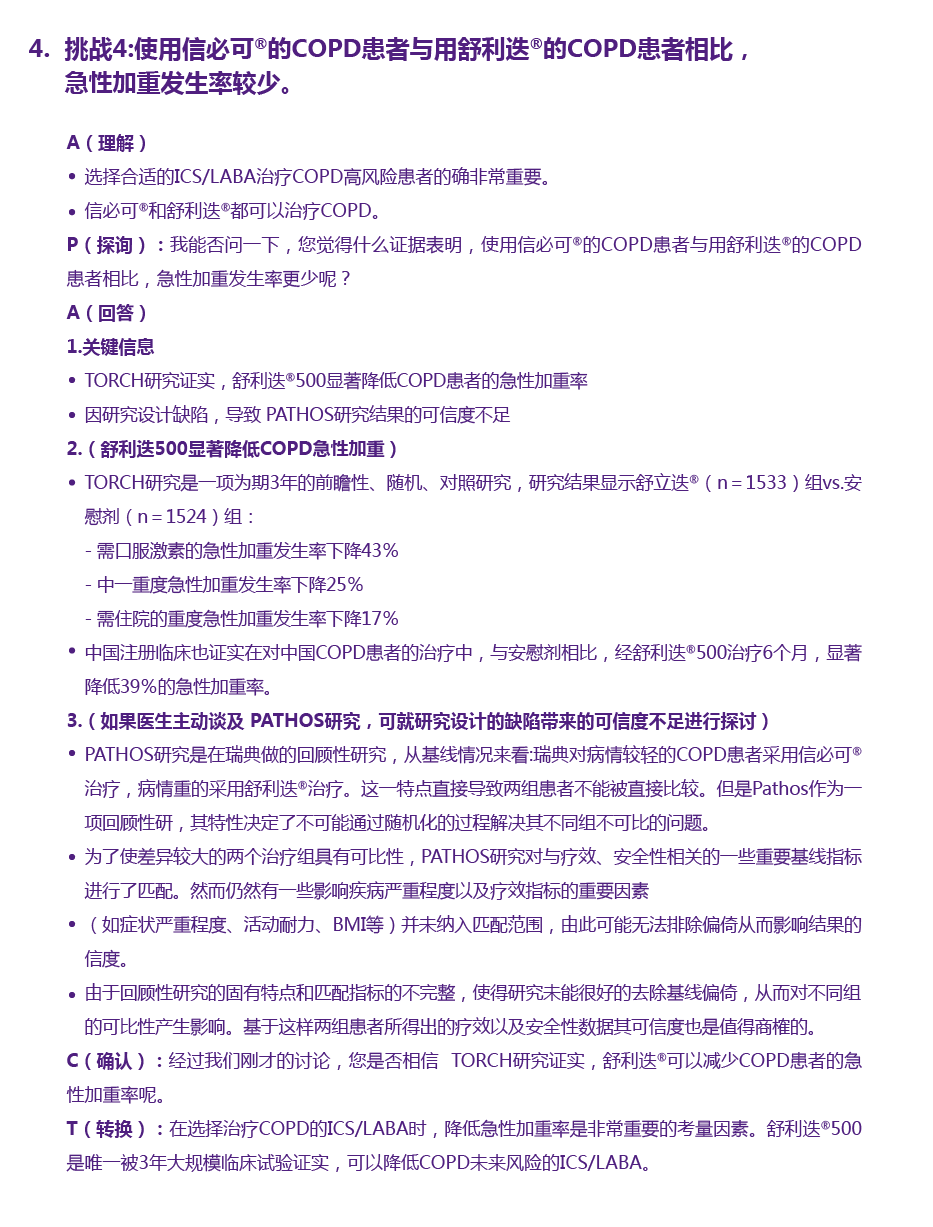 4. 挑战4:使用信必可®的COPD患者与用舒利迭®的COPD患者相比，
急性加重发生率较少。
A（理解）
• 选择合适的ICS/LABA治疗COPD高风险患者的确非常重要。
• 信必可®和舒利迭®都可以治疗COPD。
P（探询）：我能否问一下，您觉得什么证据表明，使用信必可®的COPD患者与用舒利迭®的COPD
患者相比，急性加重发生率更少呢？
A（回答）
1.关键信息
• TORCH研究证实，舒利迭®500显著降低COPD患者的急性加重率
• 因研究设计缺陷，导致 PATHOS研究结果的可信度不足
2.（舒利迭500显著降低COPD急性加重）
• TORCH研究是一项为期3年的前瞻性、随机、对照研究，研究结果显示舒立迭®（n＝1533）组vs.安
慰剂（n＝1524）组：
- 需口服激素的急性加重发生率下降43%
- 中一重度急性加重发生率下降25%
- 需住院的重度急性加重发生率下降17%
• 中国注册临床也证实在对中国COPD患者的治疗中，与安慰剂相比，经舒利迭®500治疗6个月，显著
降低39%的急性加重率。
3.（如果医生主动谈及 PATHOS研究，可就研究设计的缺陷带来的可信度不足进行探讨）
• PATHOS研究是在瑞典做的回顾性研究，从基线情况来看:瑞典对病情较轻的COPD患者采用信必可®
治疗，病情重的采用舒利迭®治疗。这一特点直接导致两组患者不能被直接比较。但是Pathos作为一
项回顾性研，其特性决定了不可能通过随机化的过程解决其不同组不可比的问题。
• 为了使差异较大的两个治疗组具有可比性，PATHOS研究对与疗效、安全性相关的一些重要基线指标
进行了匹配。然而仍然有一些影响疾病严重程度以及疗效指标的重要因素
• （如症状严重程度、活动耐力、BMI等）并未纳入匹配范围，由此可能无法排除偏倚从而影响结果的
信度。
• 由于回顾性研究的固有特点和匹配指标的不完整，使得研究未能很好的去除基线偏倚，从而对不同组
的可比性产生影响。基于这样两组患者所得出的疗效以及安全性数据其可信度也是值得商榷的。
C（确认）：经过我们刚才的讨论，您是否相信 TORCH研究证实，舒利迭®可以减少COPD患者的急
性加重率呢。
T（转换）：在选择治疗COPD的ICS/LABA时，降低急性加重率是非常重要的考量因素。舒利迭®500
是唯一被3年大规模临床试验证实，可以降低COPD未来风险的ICS/LABA。